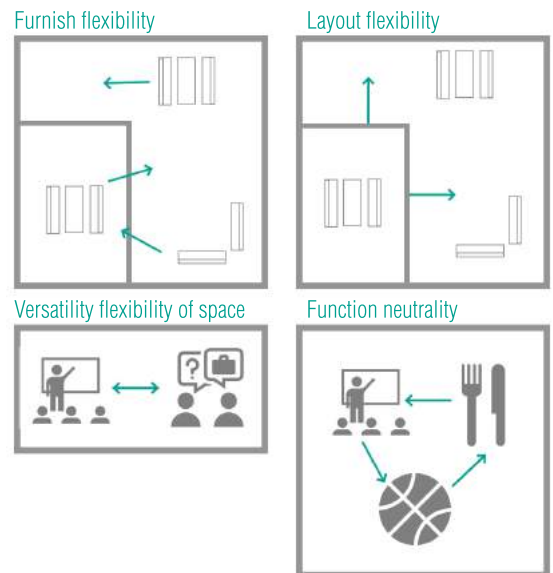 Furnish flexibility
Layout flexibility
Versatility flexibility of space
Function neutrality
?